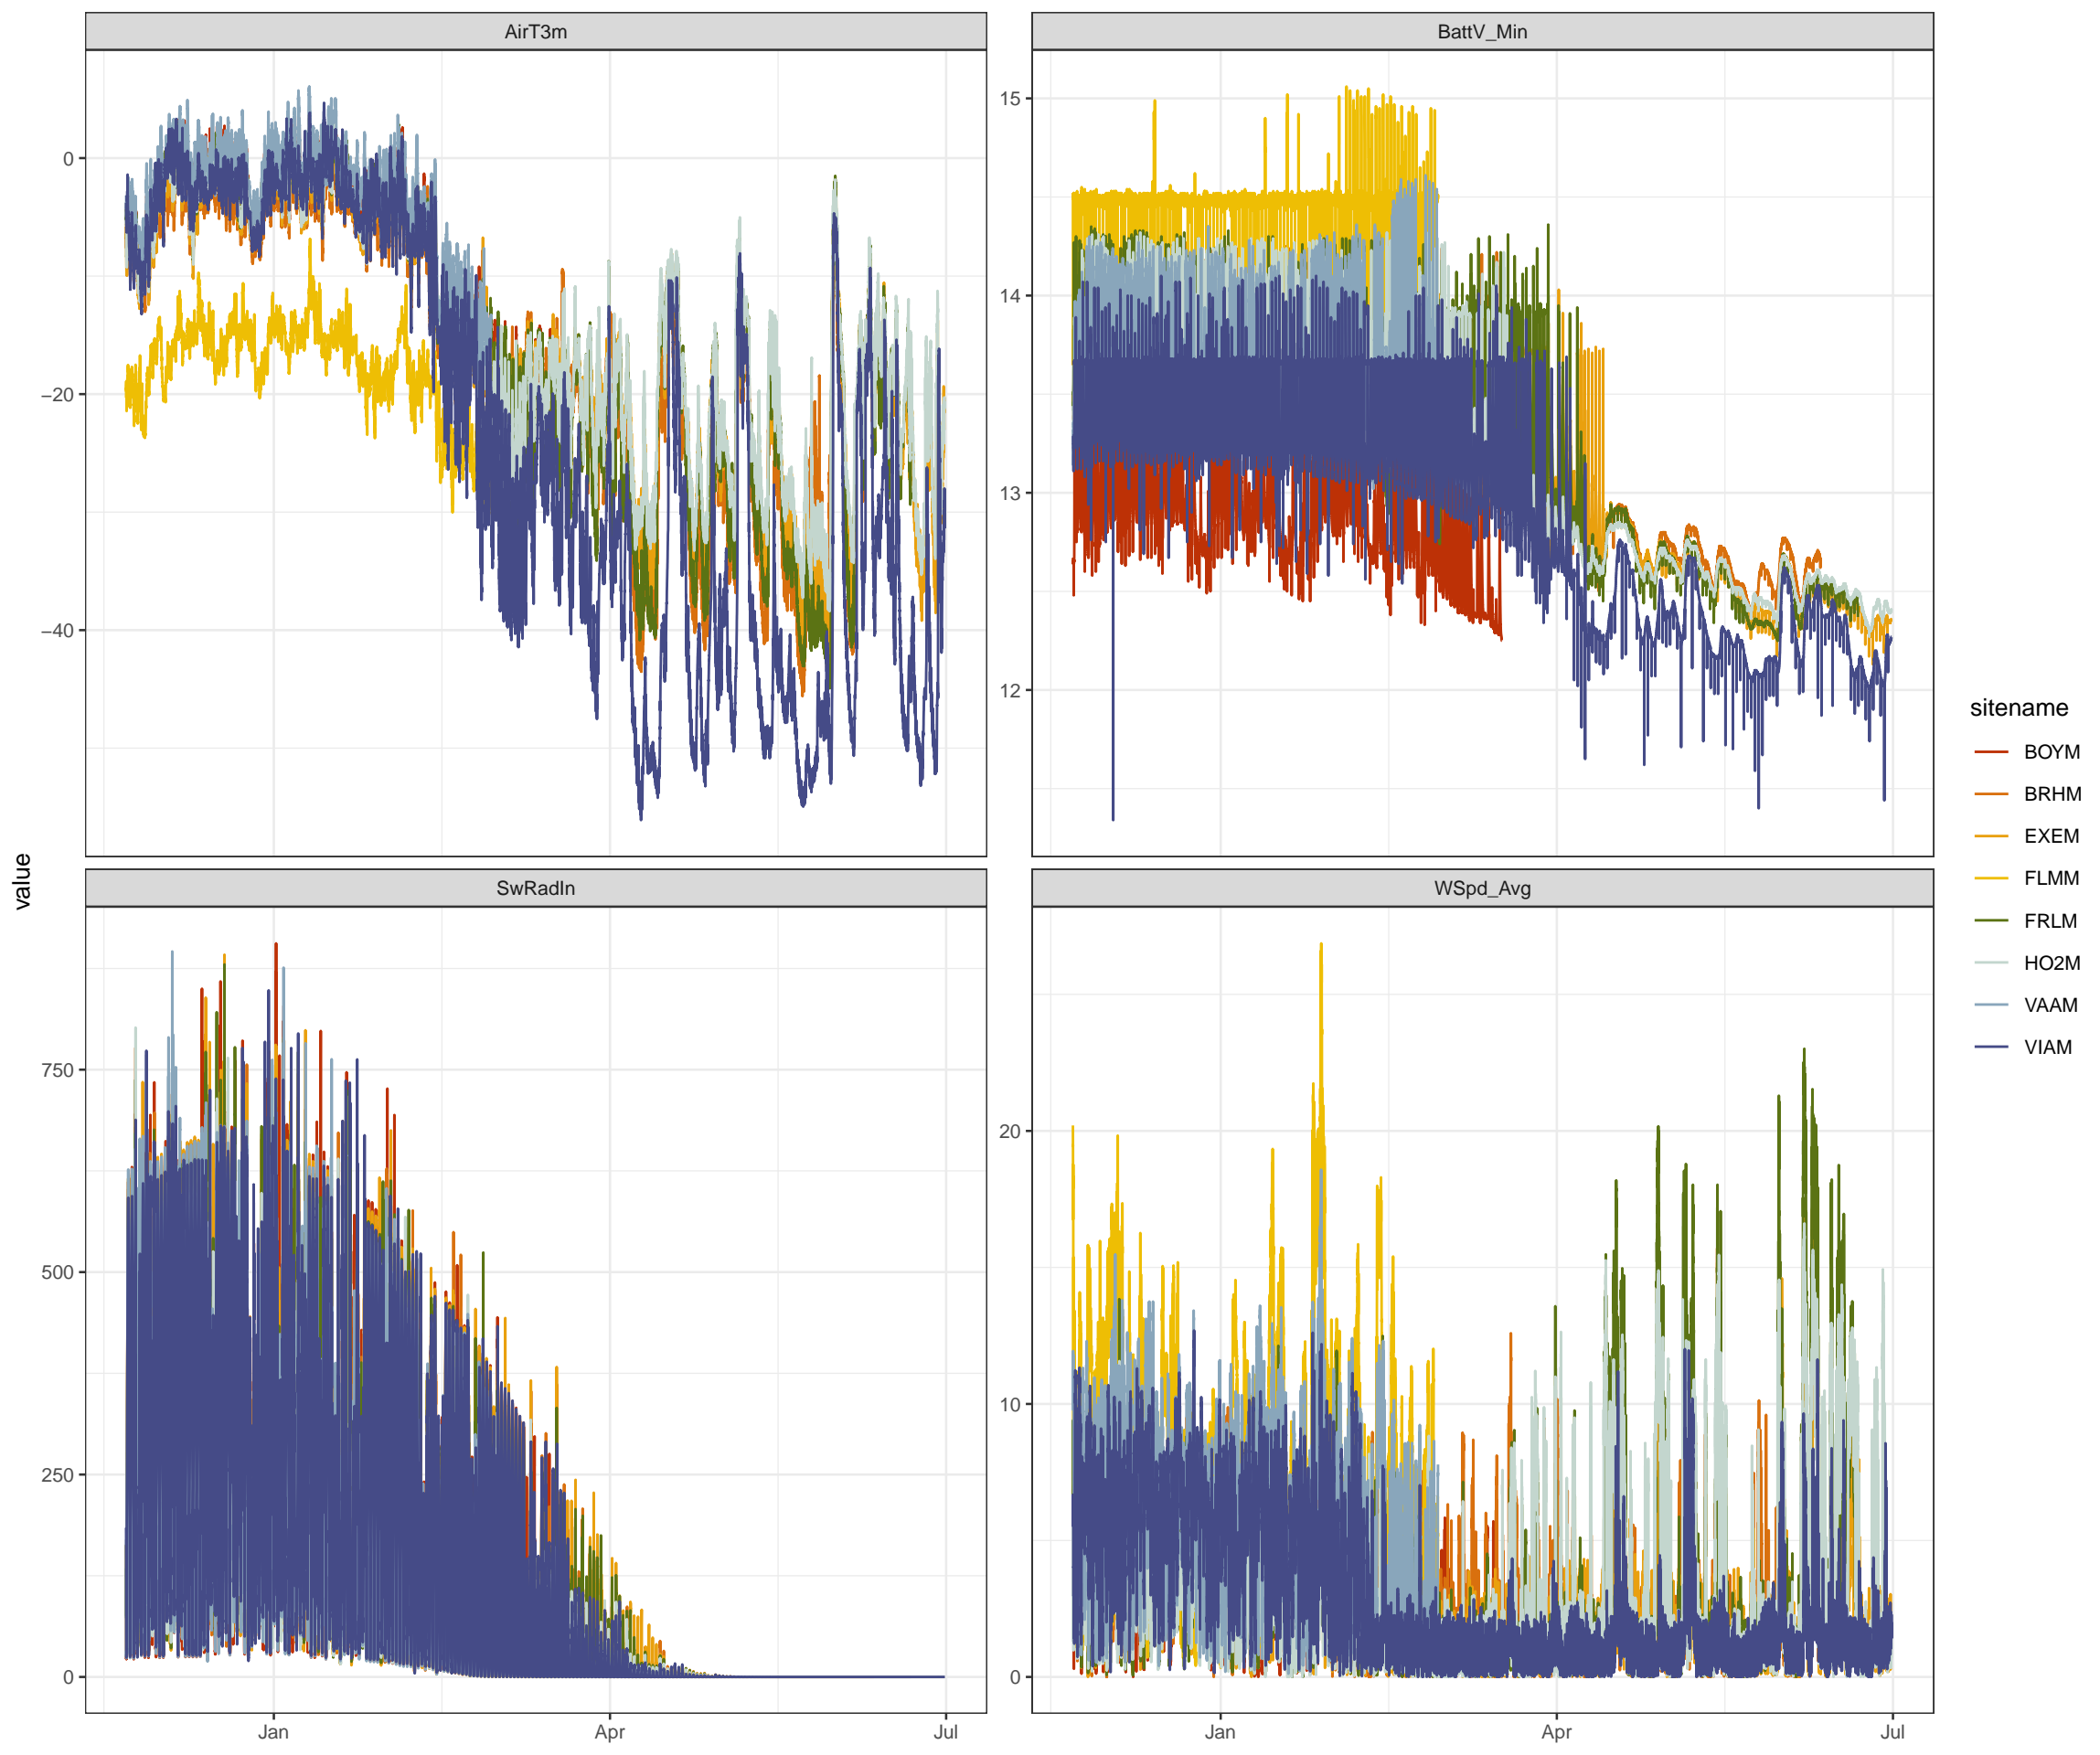 AirT3m
BattV_Min
0
−20
−40
15
14
13
12
value
SwRadIn
WSpd_Avg
750
500
250
0
20
10
0
Jan
Apr
Jul
Jan
Apr
Jul
sitename
BOYM
BRHM
EXEM
FLMM
FRLM
HO2M
VAAM
VIAM